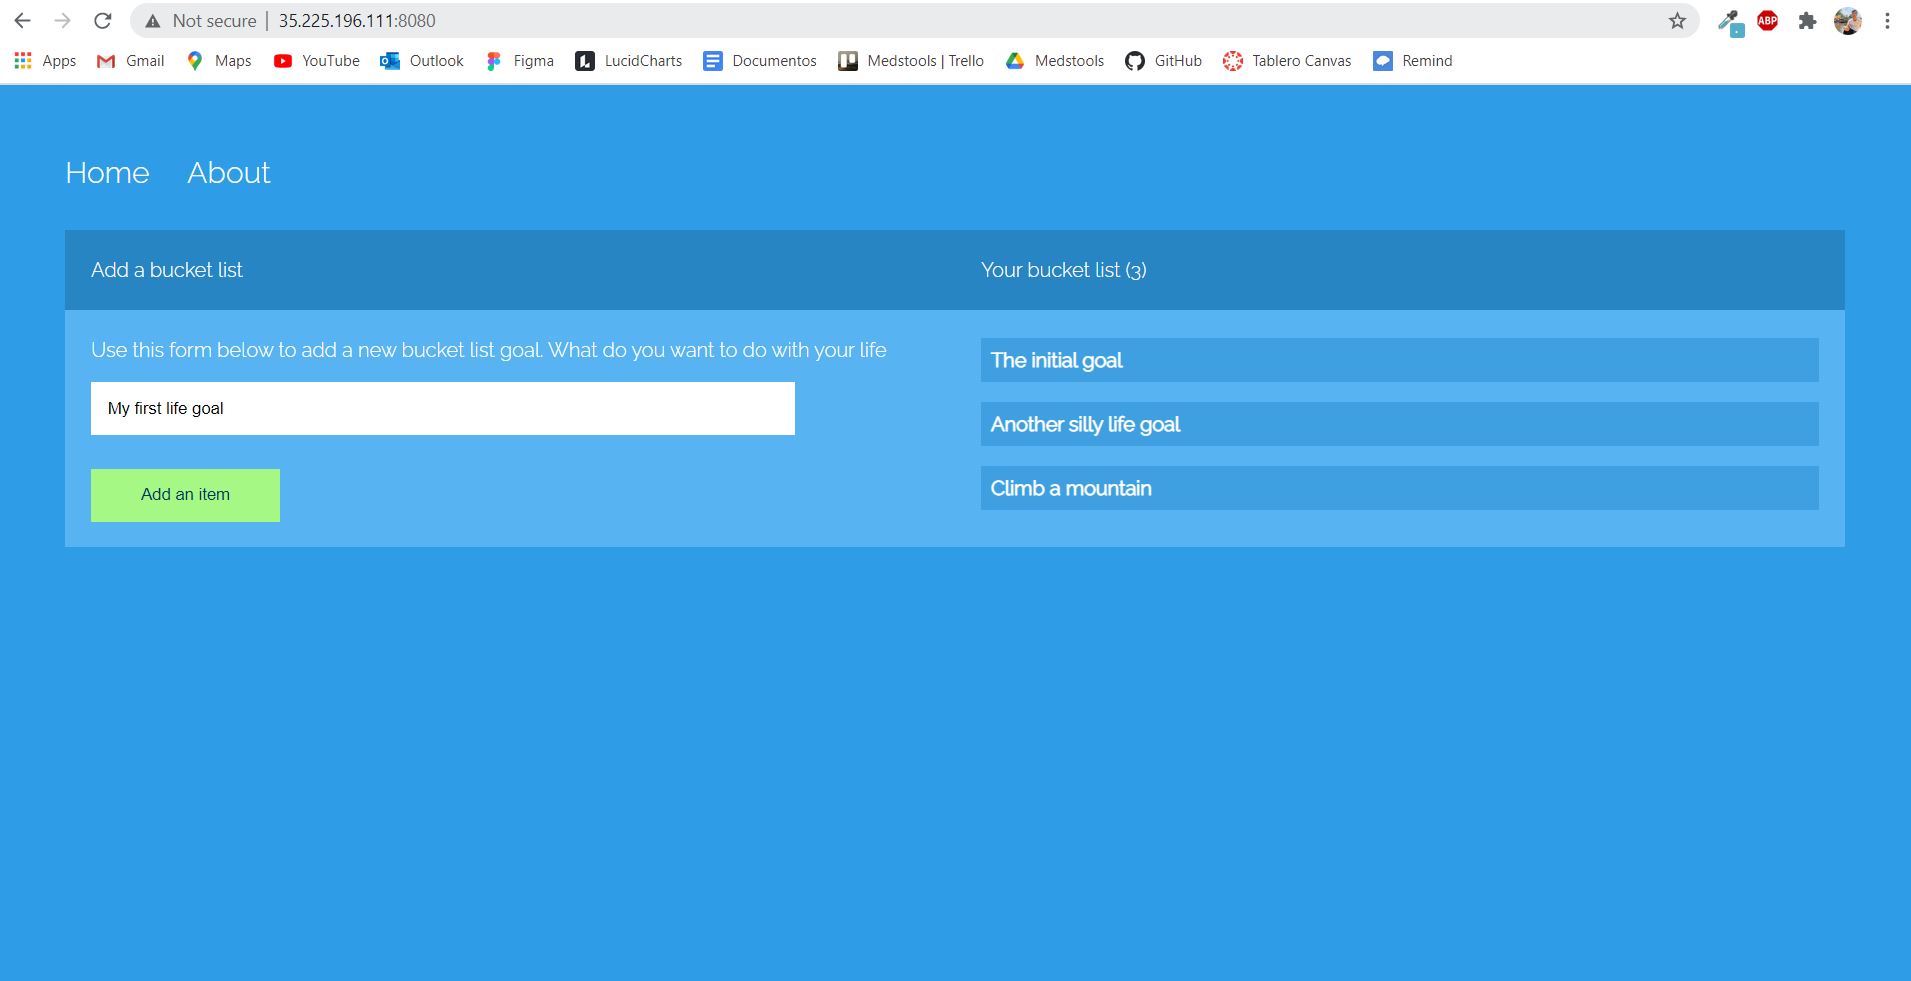 Not secure | 35.225.196.111:8080
ABP
Apps Gmail Maps YouTube Outlook Figma LucidCharts Documentos Medstools | Trello Medstools GitHub Tablero Canvas Remind
Home About
Add a bucket list
Use this form below to add a new bucket list goal. What do you want to do with your life
My first life goal
Add an item
Your bucket list (3)
The initial goal
Another silly life goal
Climb a mountain